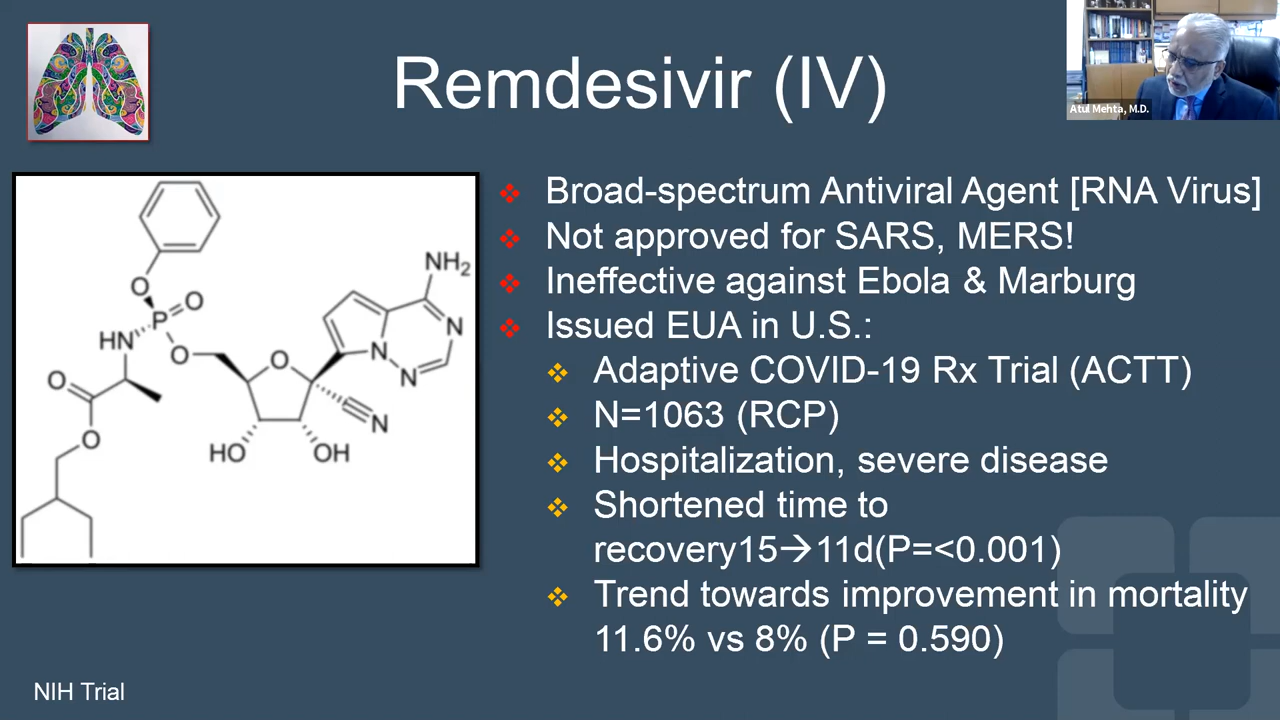 Remdesivir (IV)
Atul Mehta, M.D.
Broad-spectrum Antiviral Agent [RNA Virus]
Not approved for SARS, MERS!
Ineffective against Ebola & Marburg
Issued EUA in U.S.:
Adaptive COVID-19 Rx Trial (ACTT)
N=1063 (RCP)
Hospitalization, severe disease
Shortened time to
recovery15→11d(P=<0.001)
Trend towards improvement in mortality
11.6% vs 8% (P = 0.590)
NH₂
O
P
O
HN
O
O
N
N
N
O
N
O
HO
OH
NIH Trial